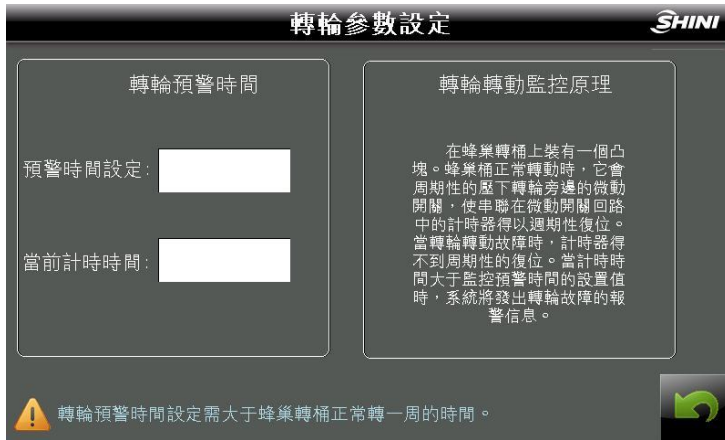 轉輪參數設定
SHINI
轉輪預警時間
預警時間設定:
當前計時時間:
轉輪轉動監控原理
在蜂巢轉桶上裝有一個凸
塊。蜂巢桶正常轉動時，它會
周期性的壓下轉輪旁邊的微動
開關，使串聯在微動開關回路
中的計時器得以週期性復位。
當轉輪轉動故障時，計時器得
不到周期性的復位。當計時時
間大于監控預警時間的設置值
時，系統將發出轉輪故障的報
警信息。
轉輪預警時間設定需大于蜂巢轉桶正常轉一周的時間。